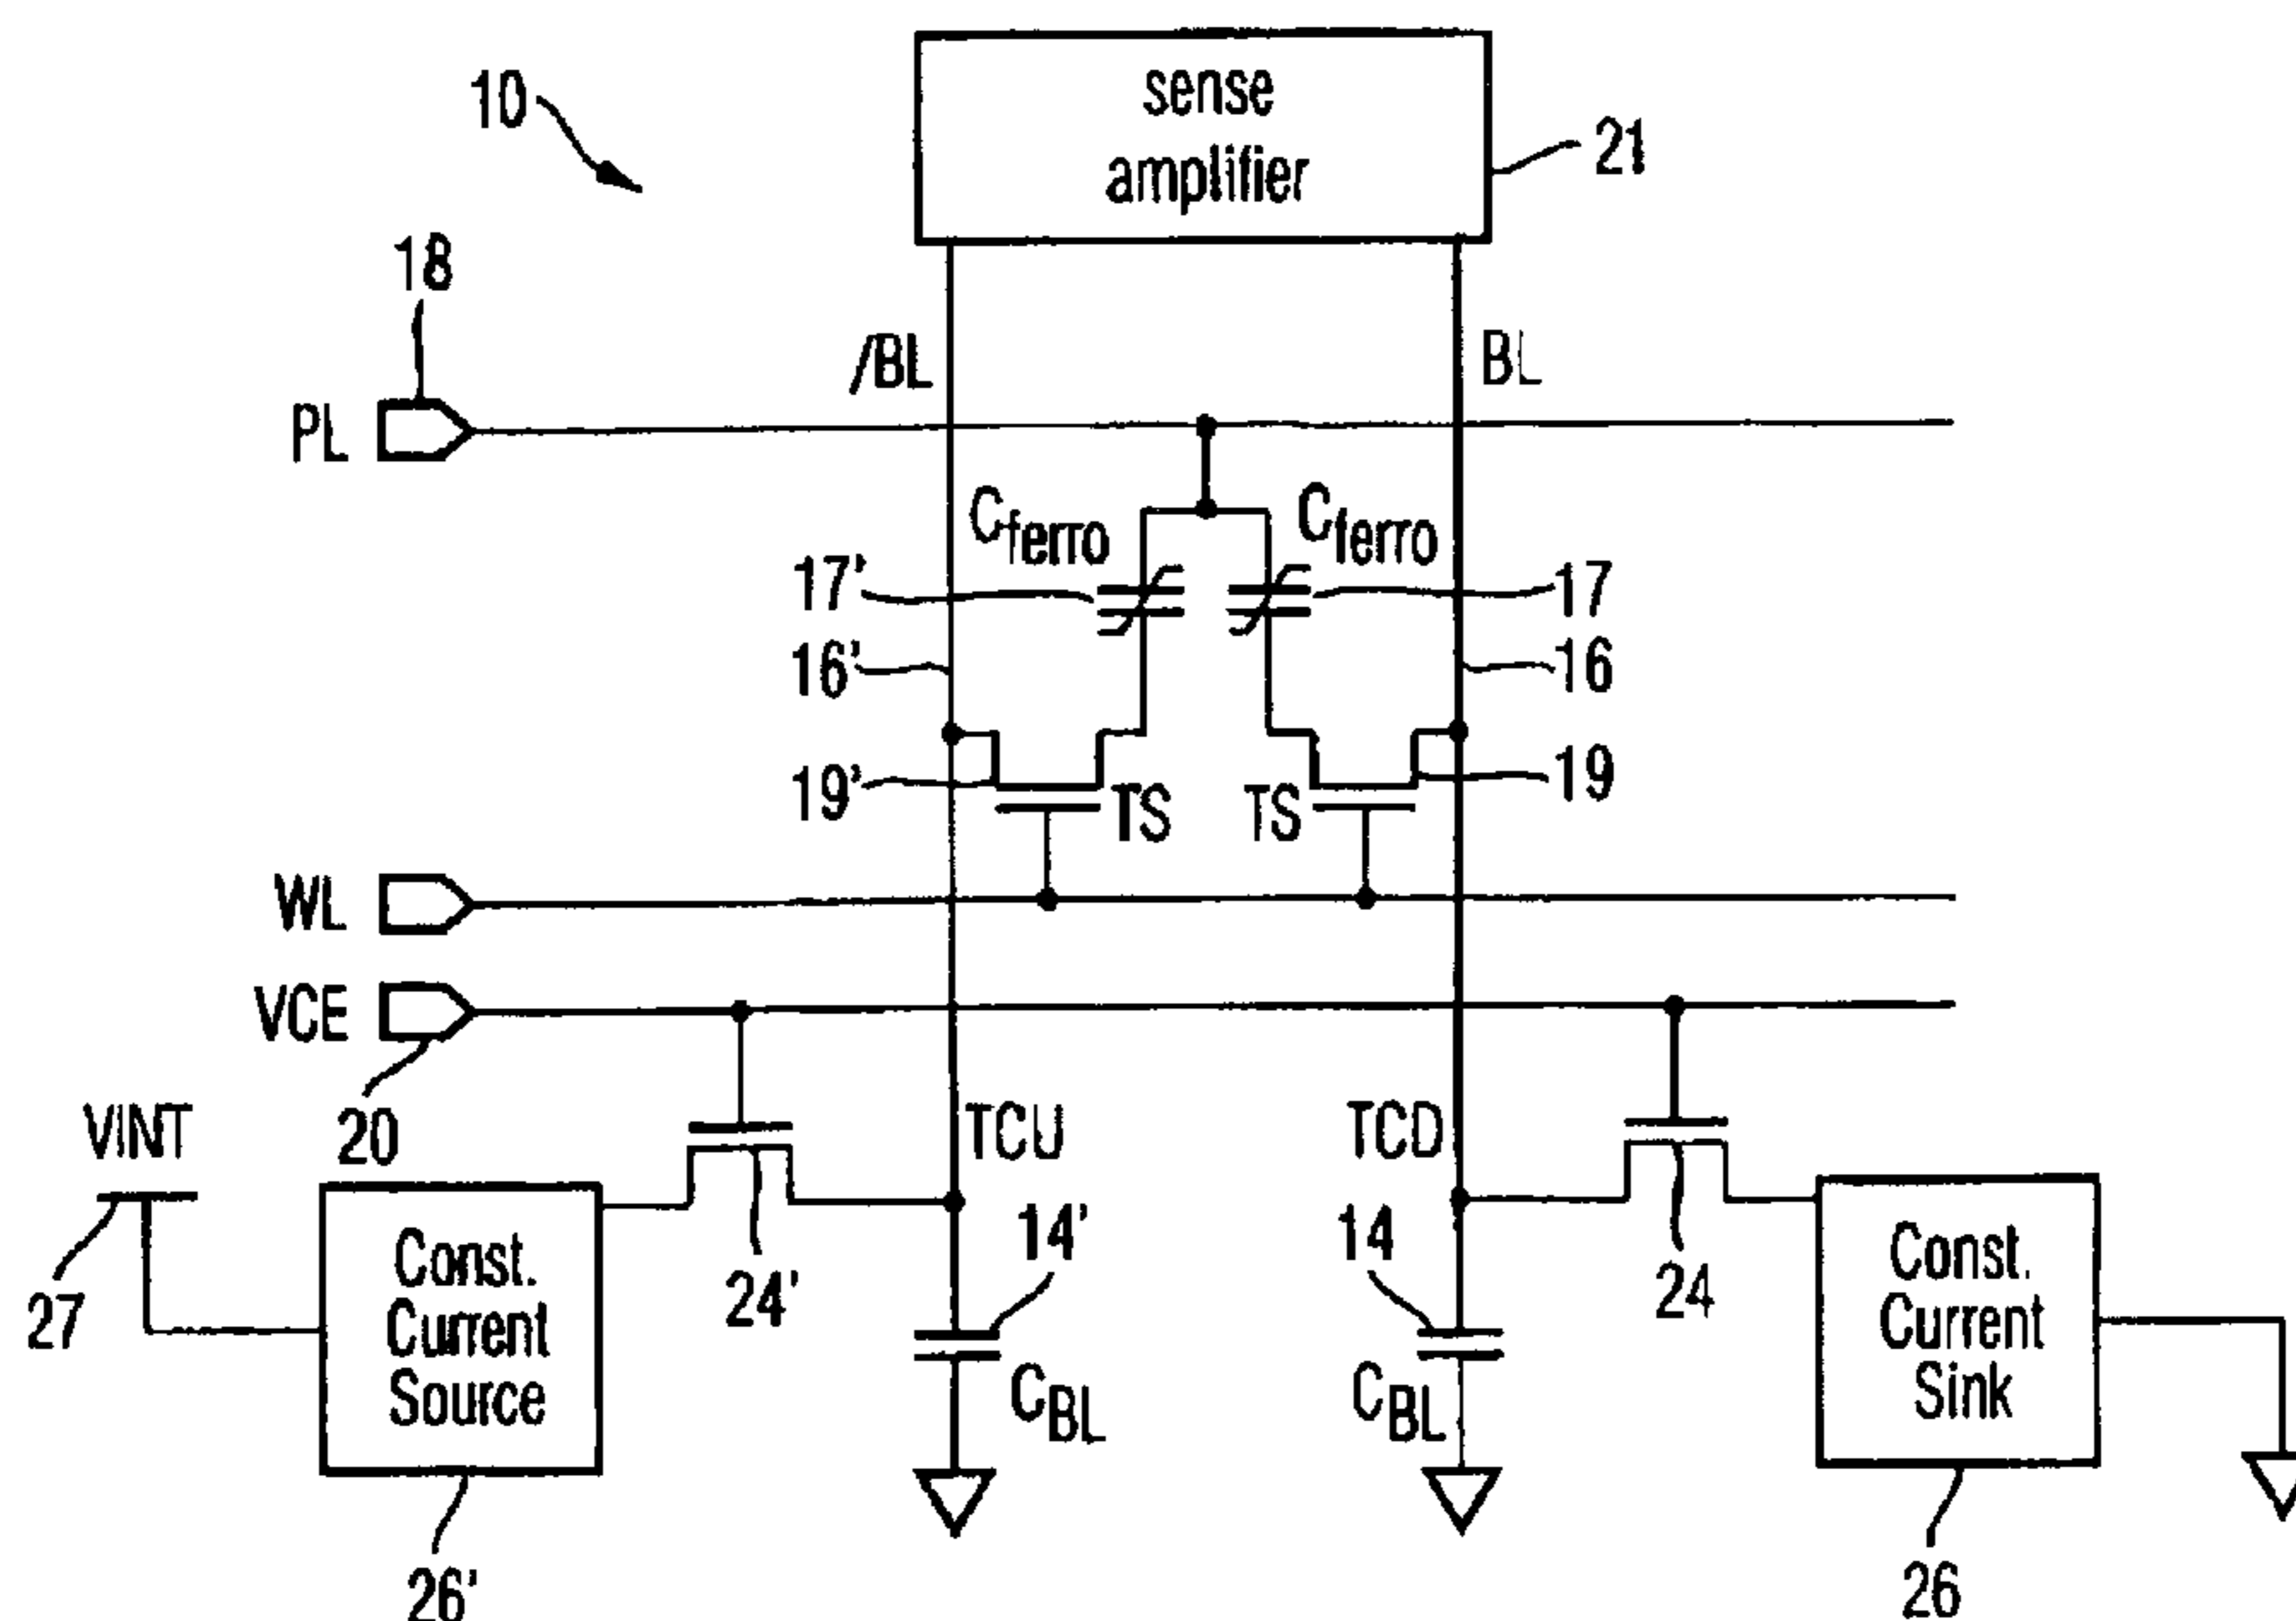 sense
amplifier
10
21
18
/BL
BL
PL
Cferro
Cferro
17'
17
16'
16
19'
TS
TS
19
WL
VCE
20
VINT
27
TCU
TCD
Const.
Current
Source
24'
14'
14
24
Const.
Current
Sink
CBL
CBL
26'
26